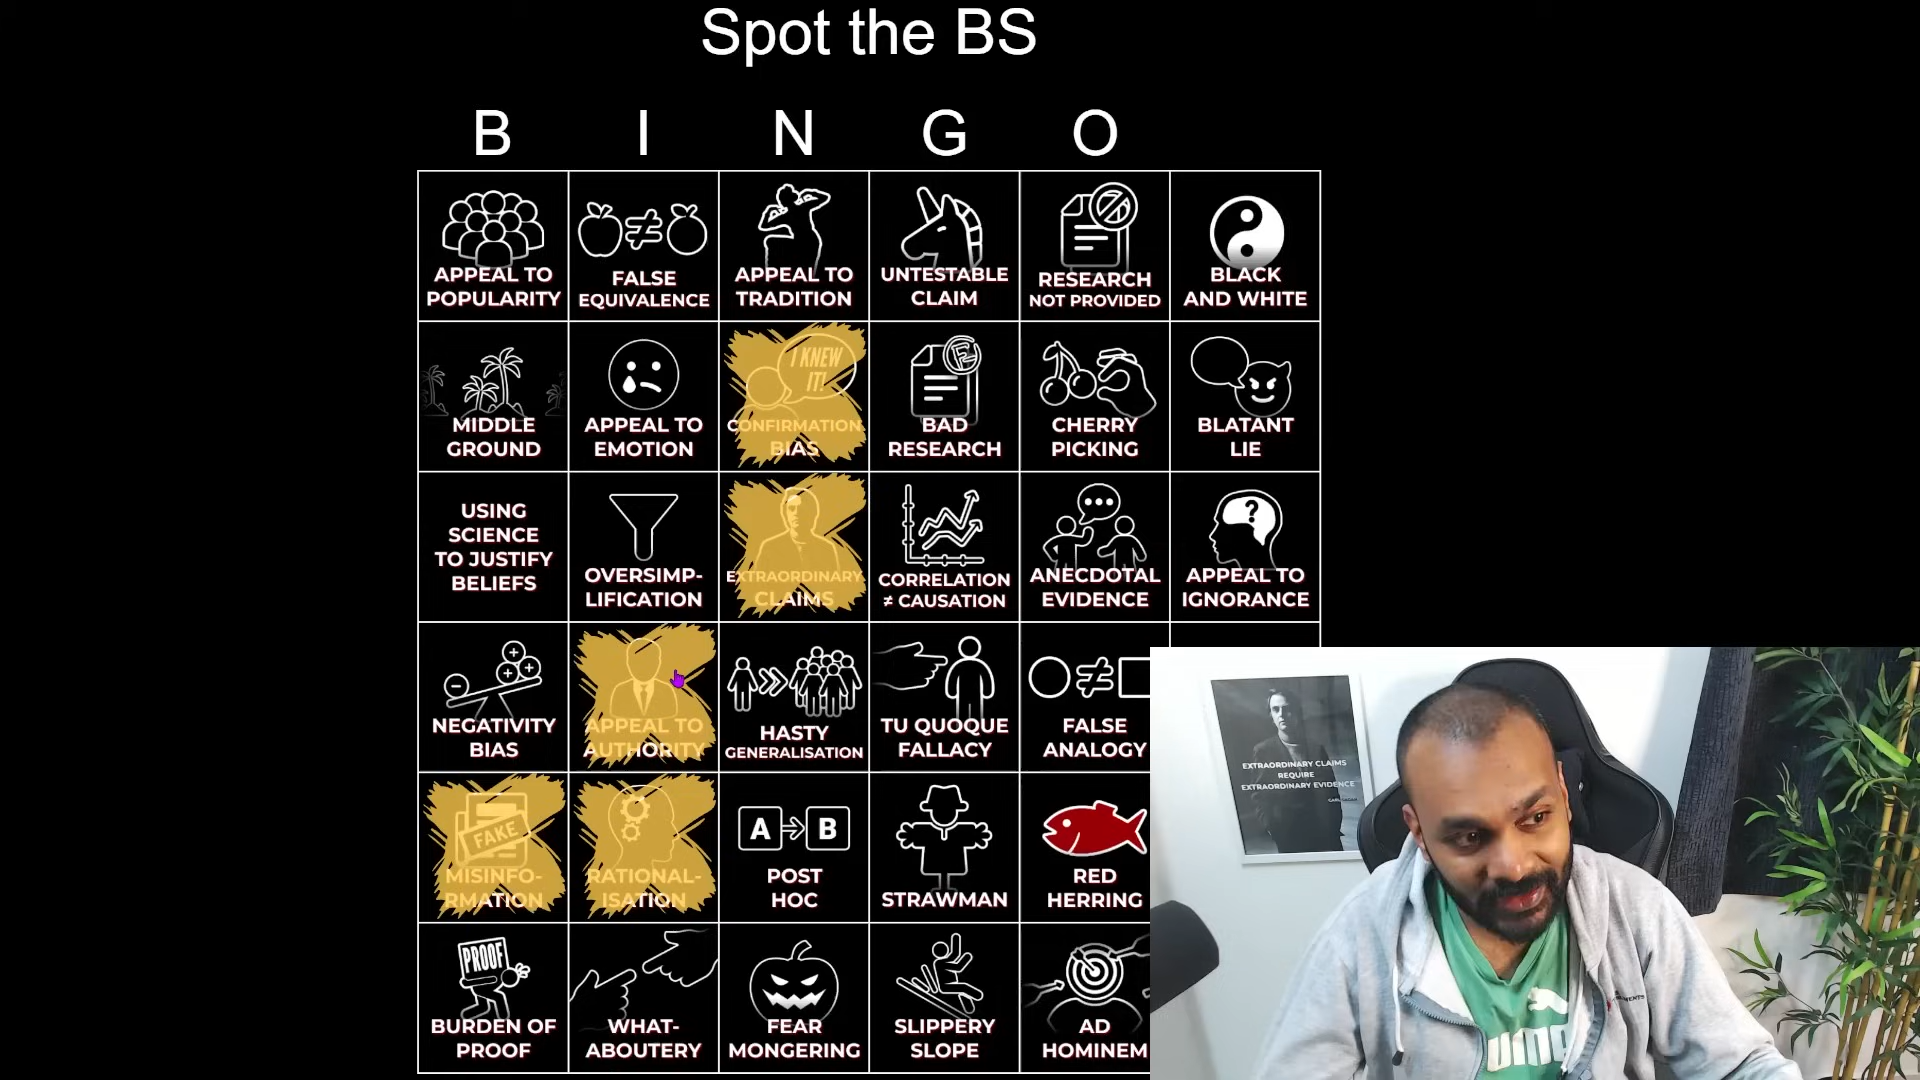 Spot the BS
B I N G O
APPEAL TO
POPULARITY
FALSE
EQUIVALENCE
APPEAL TO
TRADITION
UNTESTABLE
CLAIM
RESEARCH
NOT PROVIDED
BLACK
AND WHITE
MIDDLE
GROUND
APPEAL TO
EMOTION
I KNEW
IT!
CONFIRMATION
BIAS
BAD
RESEARCH
CHERRY
PICKING
BLATANT
LIE
USING
SCIENCE
TO JUSTIFY
BELIEFS
OVERSIMP-
LIFICATION
EXTRAORDINARY
CLAIMS
CORRELATION
≠ CAUSATION
ANECDOTAL
EVIDENCE
?
APPEAL TO
IGNORANCE
NEGATIVITY
BIAS
APPEAL TO
AUTHORITY
HASTY
GENERALISATION
TU QUOQUE
FALLACY
FALSE
ANALOGY
FAKE
MISINFO-
RMATION
RATIONAL-
ISATION
A B
POST
HOC
STRAWMAN
RED
HERRING
PROOF
BURDEN OF
PROOF
WHAT-
ABOUTERY
FEAR
MONGERING
SLIPPERY
SLOPE
AD
HOMINEM
EXTRAORDINARY CLAIMS
REQUIRE
EXTRAORDINARY EVIDENCE